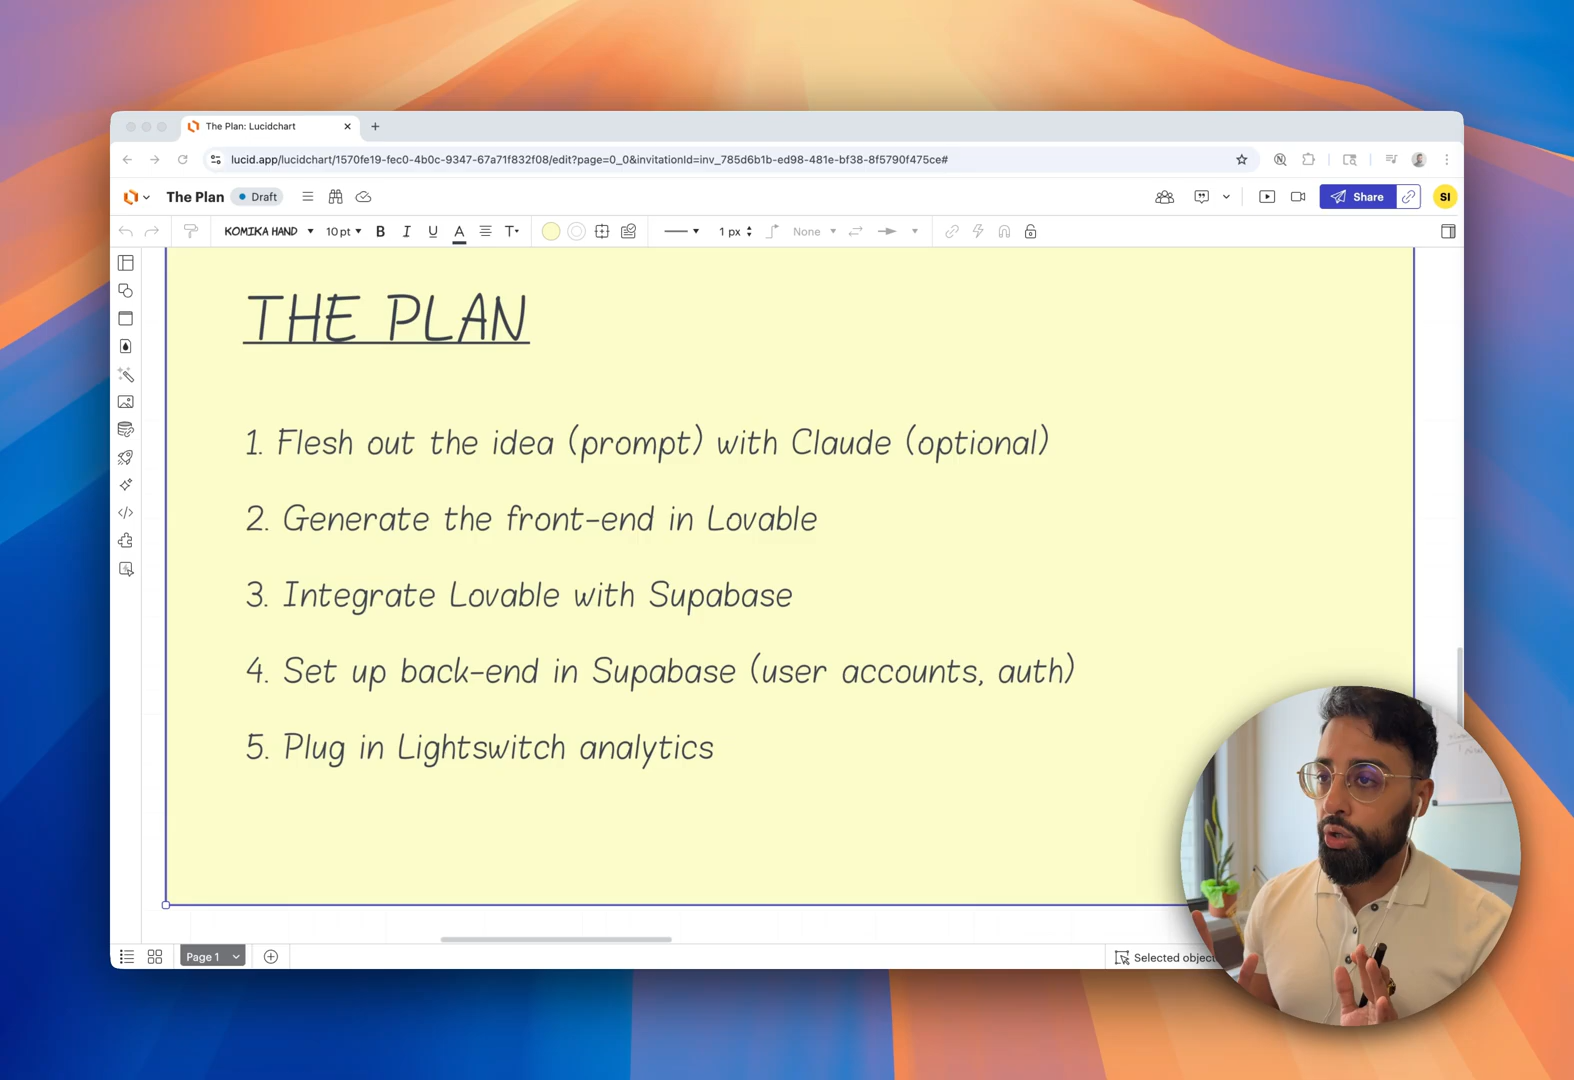 The Plan: Lucidchart
lucid.app/lucidchart/1570fe19-fec0-4b0c-9347-67a71f832f08/edit?page=0_0&invitationId=inv_785d6b1b-ed98-481e-bf38-8f5790f475ce#
The Plan Draft Share SI
KOMIKA HAND 10 pt B I U A T 1 px None
THE PLAN
1. Flesh out the idea (prompt) with Claude (optional)
2. Generate the front-end in Lovable
3. Integrate Lovable with Supabase
4. Set up back-end in Supabase (user accounts, auth)
5. Plug in Lightswitch analytics
Page 1 Selected object